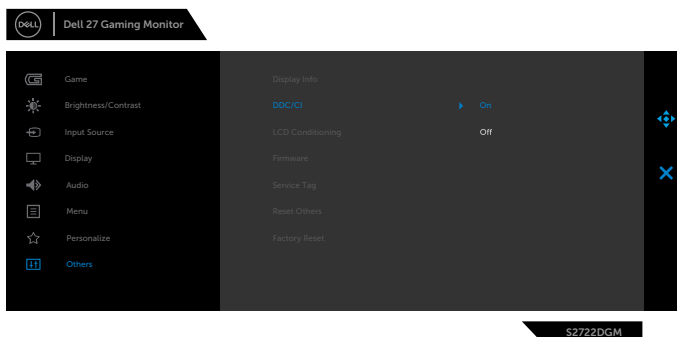 DELL
Dell 27 Gaming Monitor
Game
Display Info
Brightness/Contrast
DDC/CI
On
Input Source
LCD Conditioning
Off
Display
Firmware
Audio
Service Tag
Menu
Reset Others
Personalize
Factory Reset
Others
S2722DGM